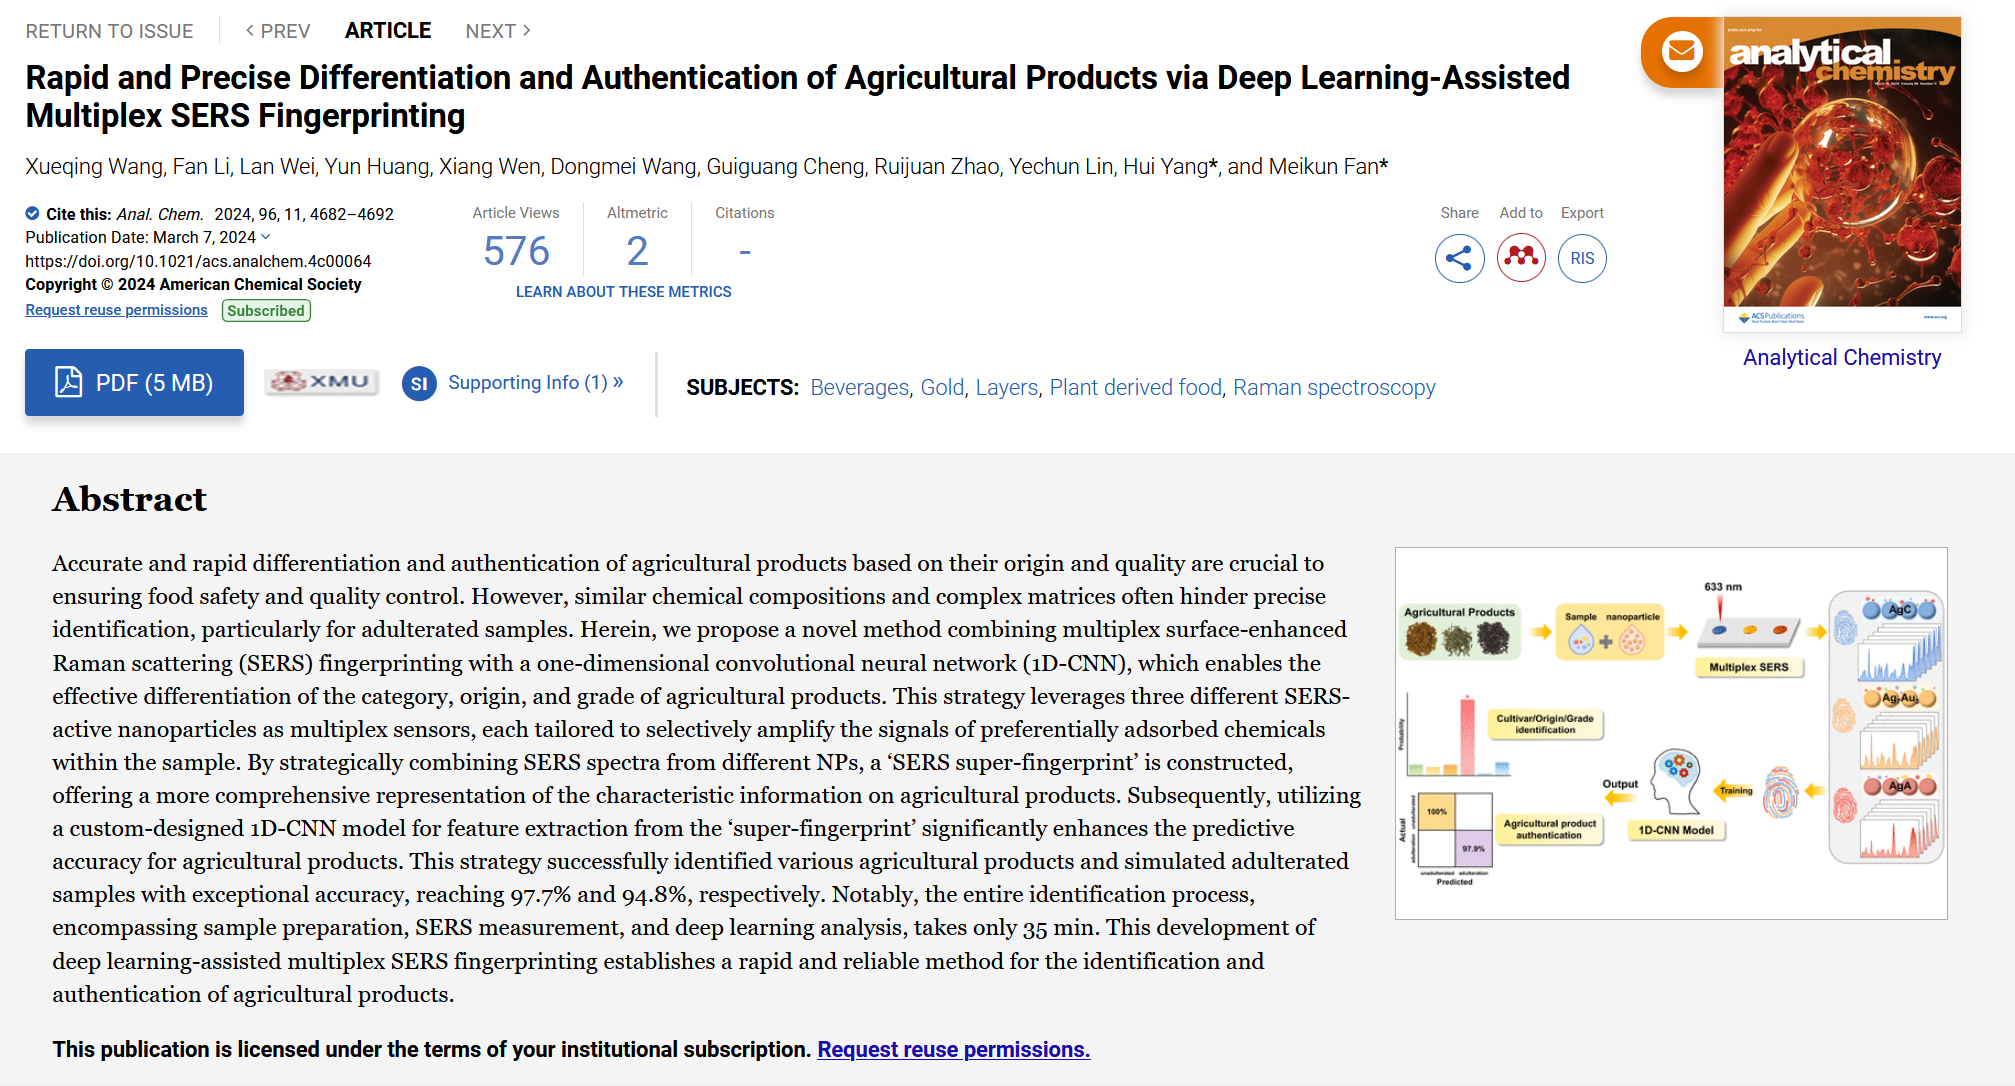 RETURN TO ISSUE
< PREV
ARTICLE
NEXT >
Rapid and Precise Differentiation and Authentication of Agricultural Products via Deep Learning-Assisted
Multiplex SERS Fingerprinting
Xueqing Wang, Fan Li, Lan Wei, Yun Huang, Xiang Wen, Dongmei Wang, Guiguang Cheng, Ruijuan Zhao, Yechun Lin, Hui Yang*, and Meikun Fan*
Cite this: Anal. Chem. 2024, 96, 11, 4682–4692
Publication Date: March 7, 2024
https://doi.org/10.1021/acs.analchem.4c00064
Copyright © 2024 American Chemical Society
Request reuse permissions
Subscribed
Article Views
576
Altmetric
2
Citations
-
LEARN ABOUT THESE METRICS
Share
Add to
Export
RIS
analytical
chemistry
ACS Publications
www.acs.org
Analytical Chemistry
PDF (5 MB)
XMU
SI
Supporting Info (1) »
SUBJECTS: Beverages, Gold, Layers, Plant derived food, Raman spectroscopy
Abstract
Accurate and rapid differentiation and authentication of agricultural products based on their origin and quality are crucial to
ensuring food safety and quality control. However, similar chemical compositions and complex matrices often hinder precise
identification, particularly for adulterated samples. Herein, we propose a novel method combining multiplex surface-enhanced
Raman scattering (SERS) fingerprinting with a one-dimensional convolutional neural network (1D-CNN), which enables the
effective differentiation of the category, origin, and grade of agricultural products. This strategy leverages three different SERS-
active nanoparticles as multiplex sensors, each tailored to selectively amplify the signals of preferentially adsorbed chemicals
within the sample. By strategically combining SERS spectra from different NPs, a ‘SERS super-fingerprint’ is constructed,
offering a more comprehensive representation of the characteristic information on agricultural products. Subsequently, utilizing
a custom-designed 1D-CNN model for feature extraction from the ‘super-fingerprint’ significantly enhances the predictive
accuracy for agricultural products. This strategy successfully identified various agricultural products and simulated adulterated
samples with exceptional accuracy, reaching 97.7% and 94.8%, respectively. Notably, the entire identification process,
encompassing sample preparation, SERS measurement, and deep learning analysis, takes only 35 min. This development of
deep learning-assisted multiplex SERS fingerprinting establishes a rapid and reliable method for the identification and
authentication of agricultural products.
This publication is licensed under the terms of your institutional subscription. Request reuse permissions.
Agricultural Products
Sample nanoparticle
633 nm
Multiplex SERS
AgC
AgA
Probability
Cultivar/Origin/Grade
identification
Output
Training
1D-CNN Model
Actual
adulteration unadulterated
100%
97.9%
unadulterated adulteration
Predicted
Agricultural product
authentication